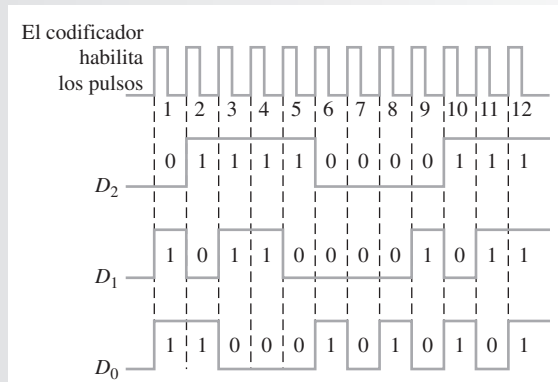 El codificador
habilita
los pulsos
1 2 3 4 5 6 7 8 9 10 11 12
0 1 1 1 1 0 0 0 0 1 1 1
D2
1 0 1 1 0 0 0 0 1 0 1 1
D1
1 1 0 0 0 1 0 1 0 1 0 1
D0